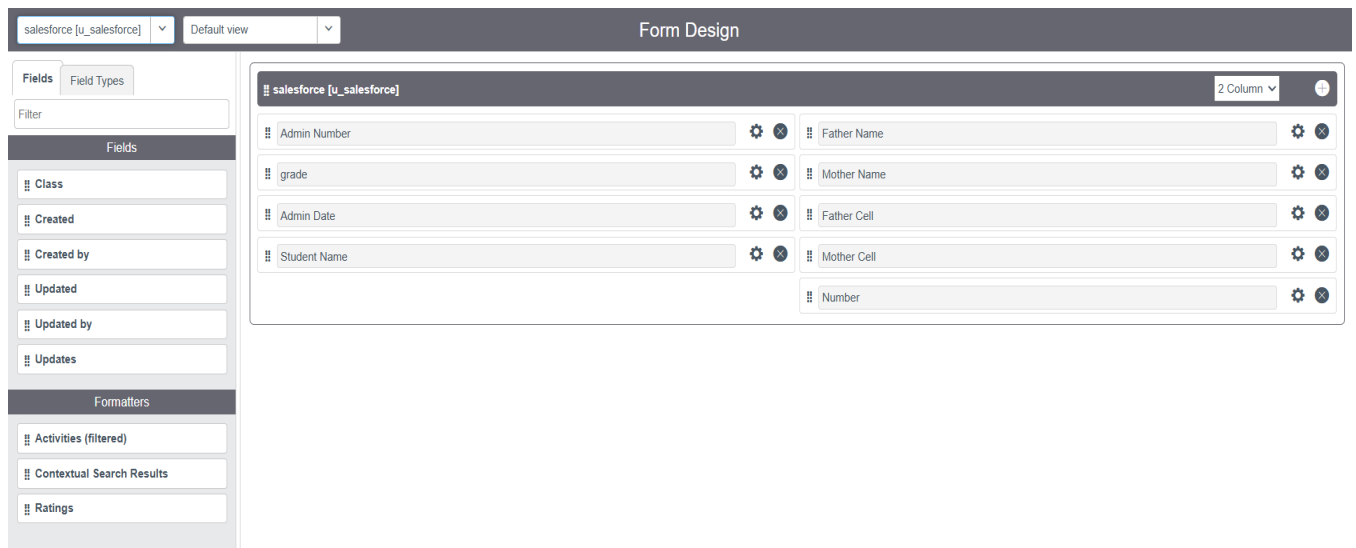 salesforce [u_salesforce]
Default view
Form Design
Fields
Field Types
Filter
Fields
Class
Created
Created by
Updated
Updated by
Updates
Formatters
Activities (filtered)
Contextual Search Results
Ratings
salesforce [u_salesforce]
2 Column
Admin Number
grade
Admin Date
Student Name
Father Name
Mother Name
Father Cell
Mother Cell
Number